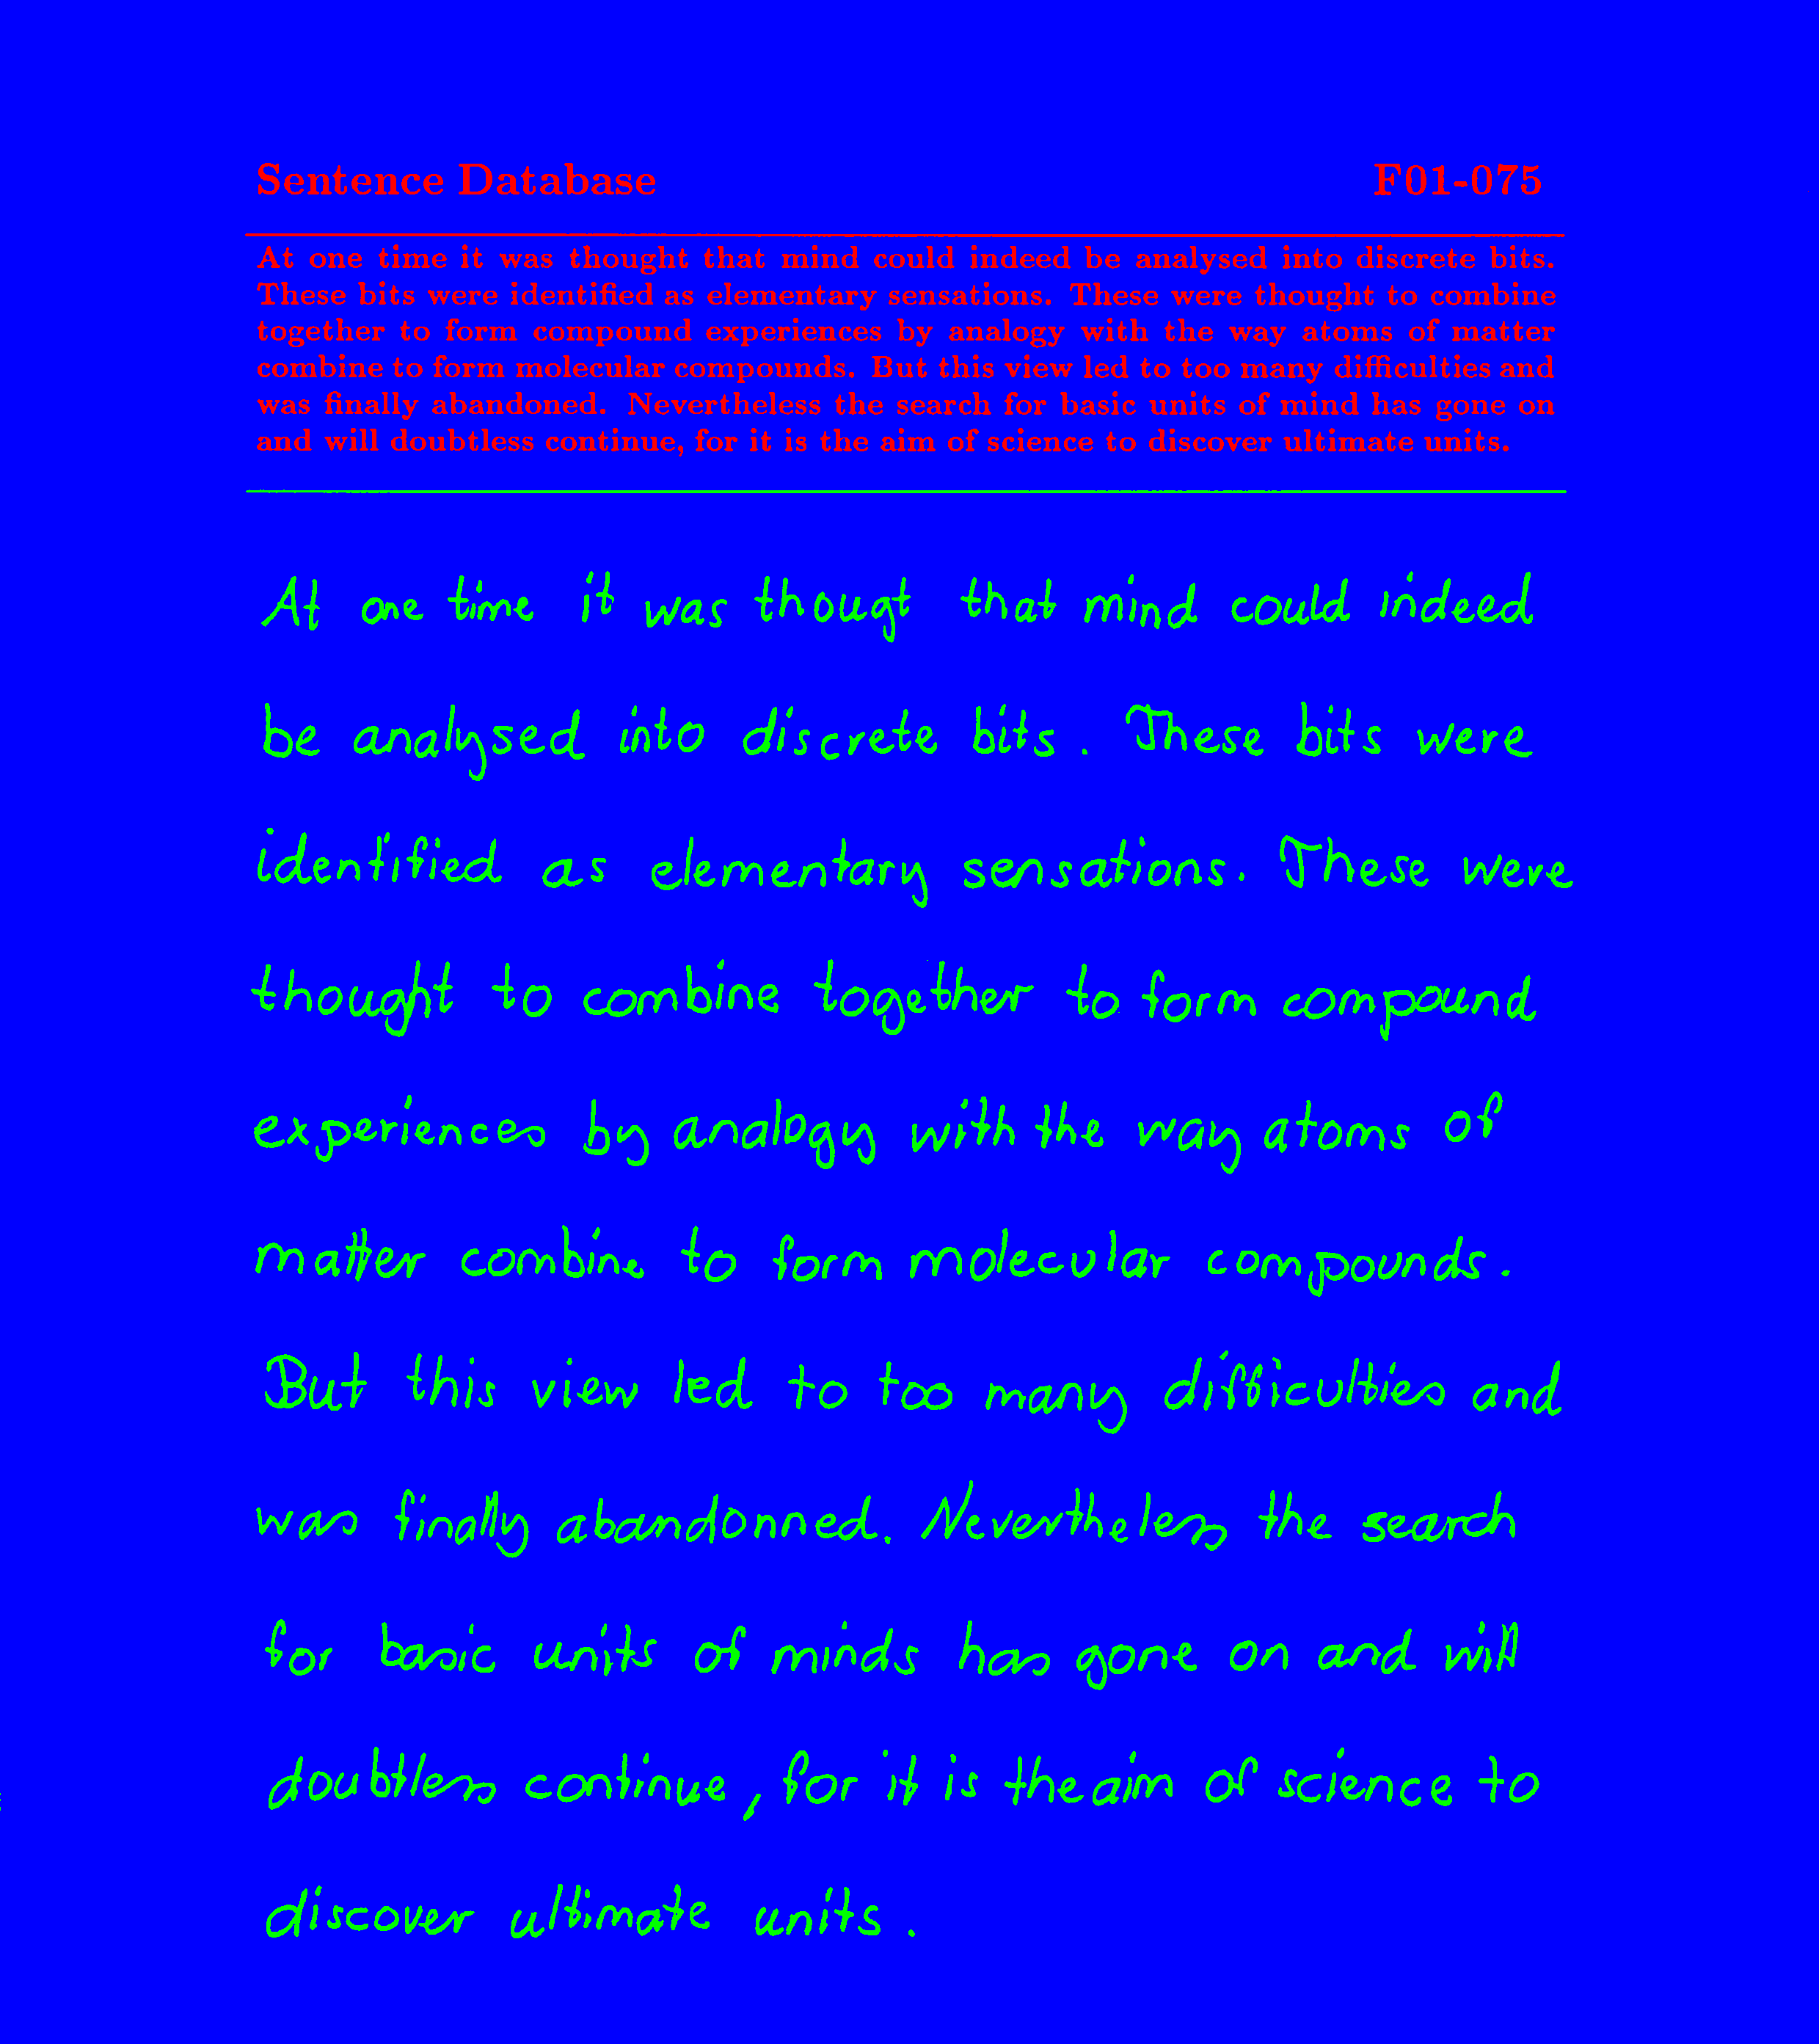 Sentence Database F01-075
At one time it was thought that mind could indeed be analysed into discrete bits.
These bits were identified as elementary sensations. These were thought to combine
together to form compound experiences by analogy with the way atoms of matter
combine to form molecular compounds. But this view led to too many difficulties and
was finally abandoned. Nevertheless the search for basic units of mind has gone on
and will doubtless continue, for it is the aim of science to discover ultimate units.
At one time it was thougt that mind could indeed
be analysed into discrete bits. These bits were
identified as elementary sensations. These were
thought to combine together to form compound
experiences by analogy with the way atoms of
matter combine to form molecular compounds.
But this view led to too many difficulties and
was finally abandonned. Nevertheless the search
for basic units of minds has gone on and will
doubtless continue, for it is the aim of science to
discover ultimate units.